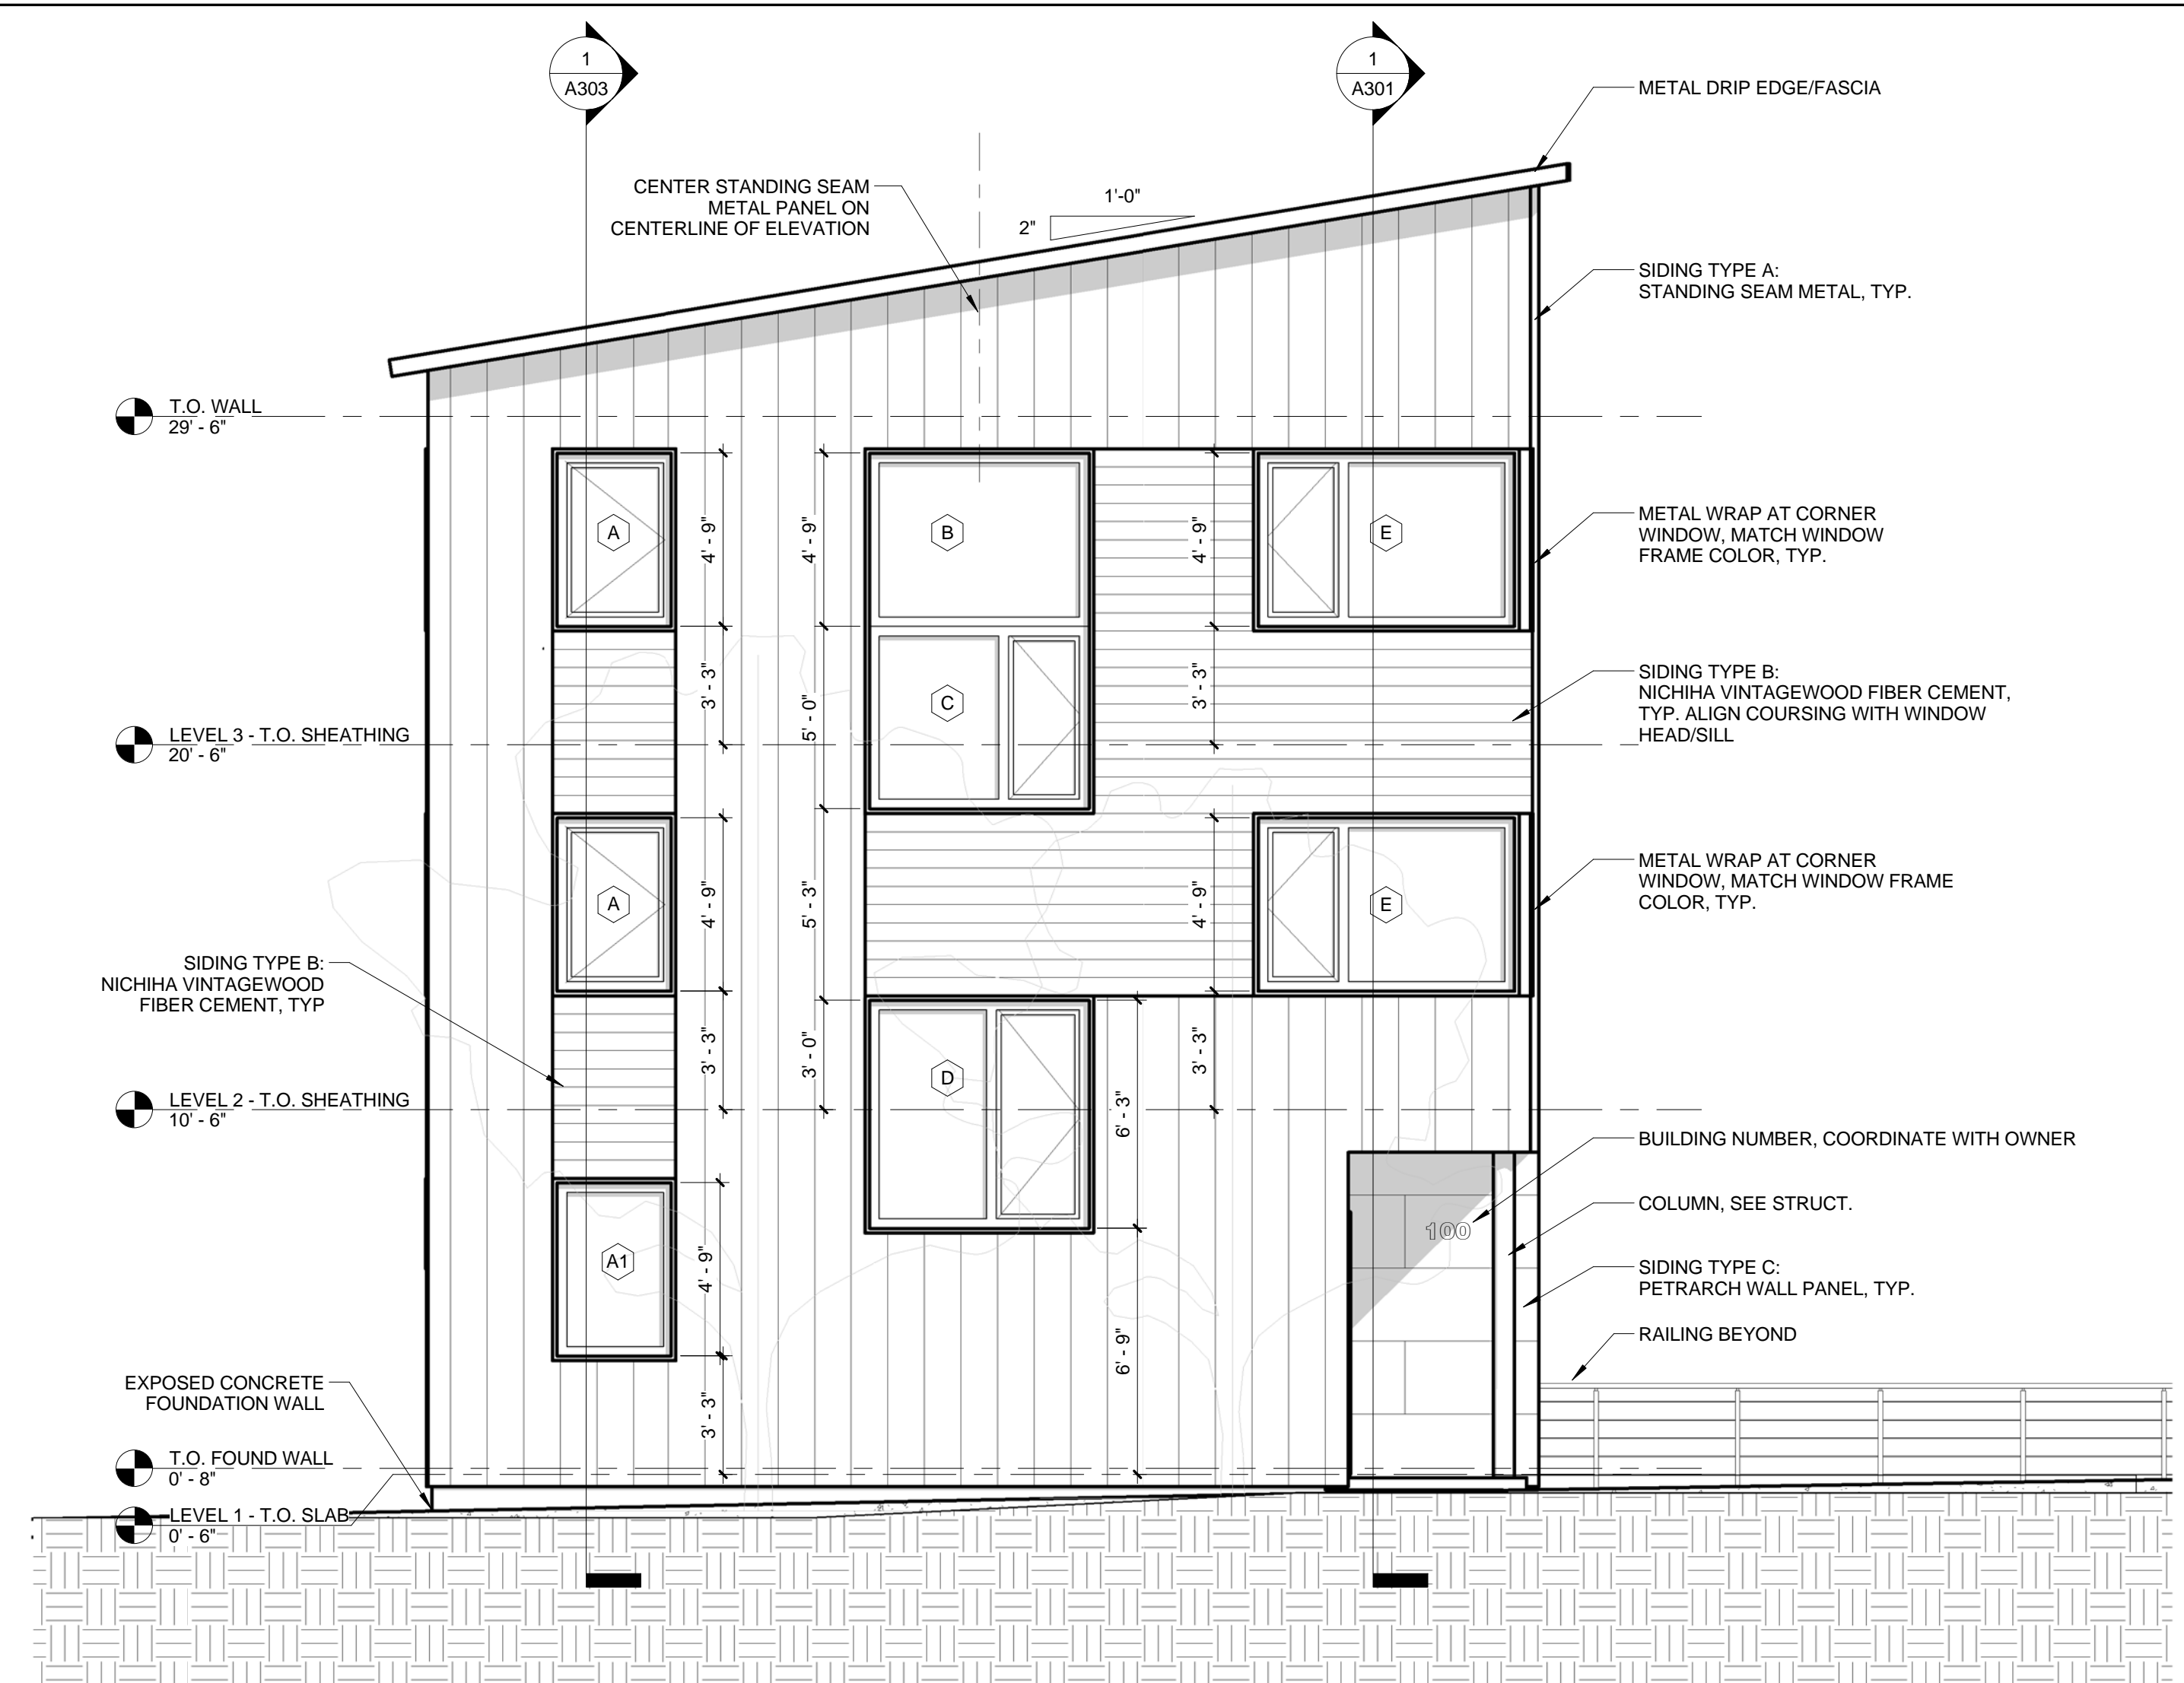 1
A303
1
A301
METAL DRIP EDGE/FASCIA
CENTER STANDING SEAM
METAL PANEL ON
CENTERLINE OF ELEVATION
1'-0"
2"
SIDING TYPE A:
STANDING SEAM METAL, TYP.
T.O. WALL
29' - 6"
A
4' - 9"
4' - 9"
B
4' - 9"
E
METAL WRAP AT CORNER
WINDOW, MATCH WINDOW
FRAME COLOR, TYP.
3' - 3"
5' - 0"
C
3' - 3"
SIDING TYPE B:
NICHIHA VINTAGEWOOD FIBER CEMENT,
TYP. ALIGN COURSING WITH WINDOW
HEAD/SILL
LEVEL 3 - T.O. SHEATHING
20' - 6"
A
4' - 9"
5' - 3"
4' - 9"
E
METAL WRAP AT CORNER
WINDOW, MATCH WINDOW FRAME
COLOR, TYP.
SIDING TYPE B:
NICHIHA VINTAGEWOOD
FIBER CEMENT, TYP
3' - 3"
3' - 0"
D
3' - 3"
LEVEL 2 - T.O. SHEATHING
10' - 6"
6' - 3"
BUILDING NUMBER, COORDINATE WITH OWNER
COLUMN, SEE STRUCT.
100
A1
4' - 9"
SIDING TYPE C:
PETRARCH WALL PANEL, TYP.
6' - 9"
RAILING BEYOND
EXPOSED CONCRETE
FOUNDATION WALL
3' - 3"
T.O. FOUND WALL
0' - 8"
LEVEL 1 - T.O. SLAB
0' - 6"